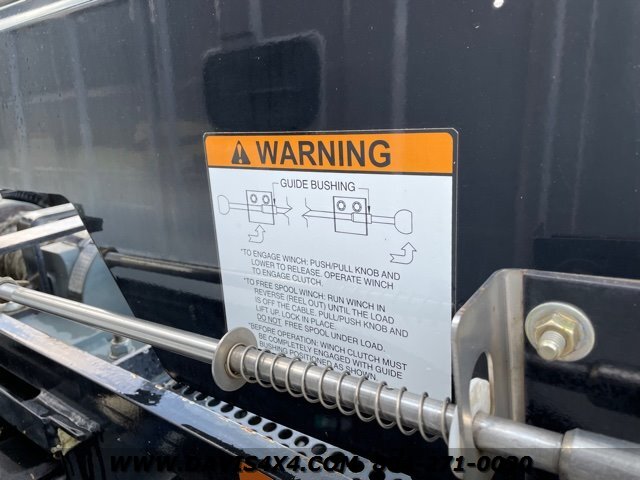 WARNING
GUIDE BUSHING
*TO ENGAGE WINCH: PUSH/PULL KNOB AND
LOWER TO RELEASE. OPERATE WINCH
TO ENGAGE CLUTCH.
*TO FREE SPOOL WINCH: RUN WINCH IN
REVERSE (REEL OUT) UNTIL THE LOAD
IS OFF THE CABLE. PULL/PUSH KNOB AND
LIFT UP, LOCK IN PLACE.
DO NOT FREE SPOOL UNDER LOAD.
*BEFORE OPERATION: WINCH CLUTCH MUST
BE COMPLETELY ENGAGED WITH GUIDE
BUSHING POSITIONED AS SHOWN.